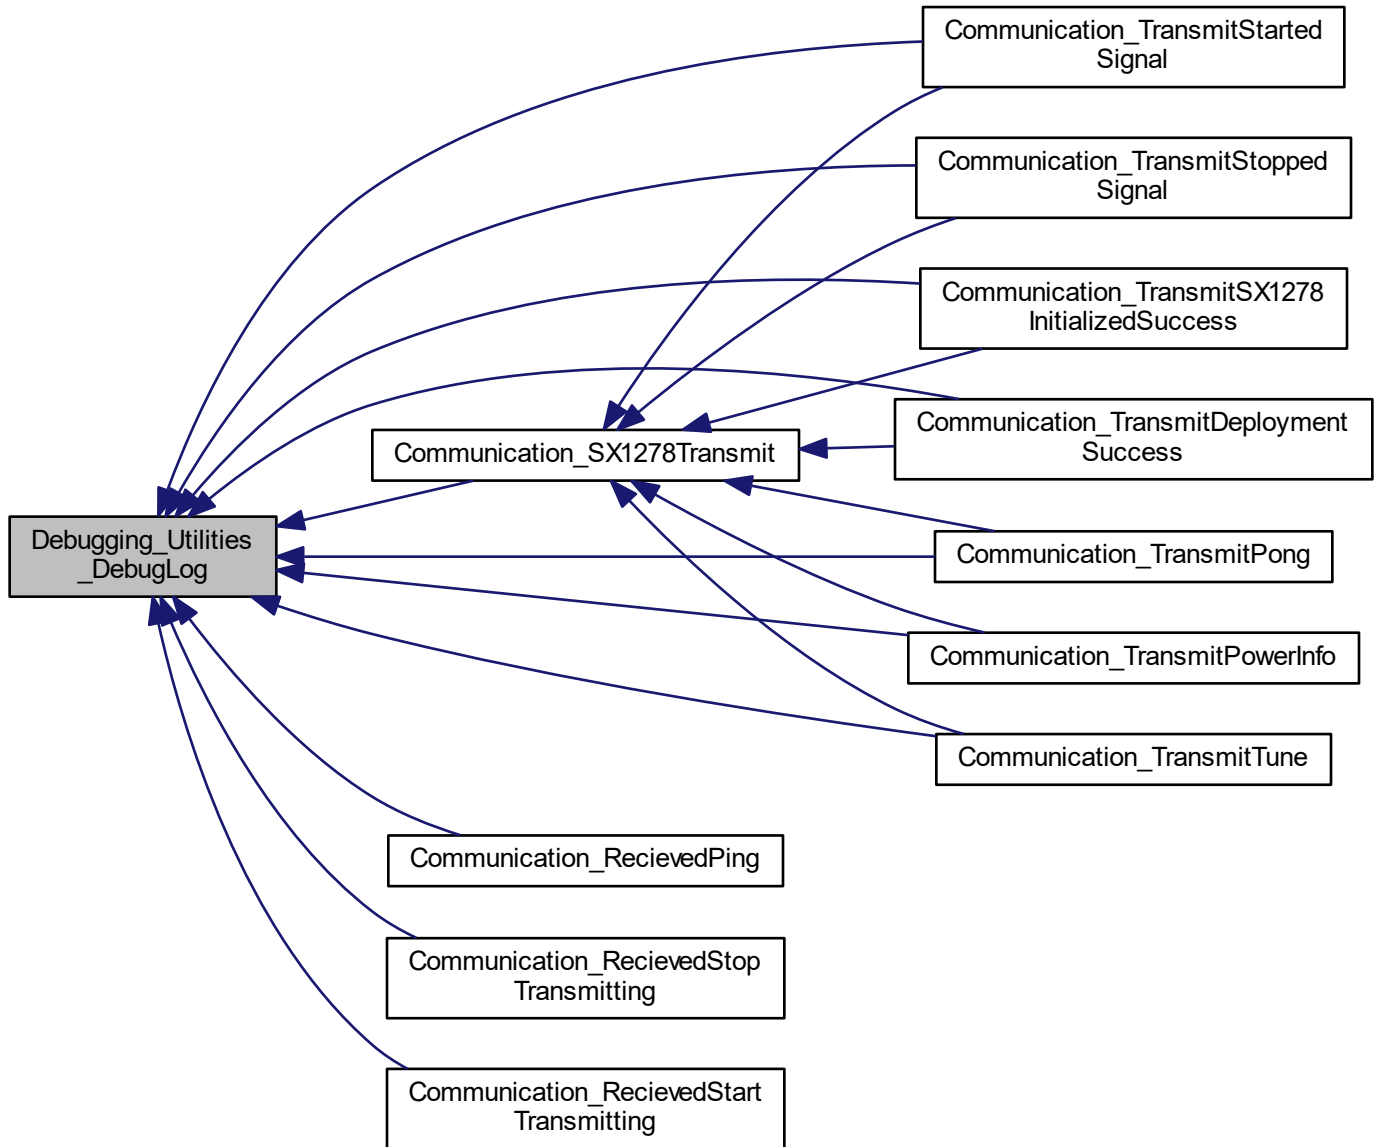 Communication_TransmitStarted
Signal
Communication_TransmitStopped
Signal
Communication_TransmitSX1278
InitializedSuccess
Communication_TransmitDeployment
Success
Communication_SX1278Transmit
Debugging_Utilities
_DebugLog
Communication_TransmitPong
Communication_TransmitPowerInfo
Communication_TransmitTune
Communication_RecievedPing
Communication_RecievedStop
Transmitting
Communication_RecievedStart
Transmitting